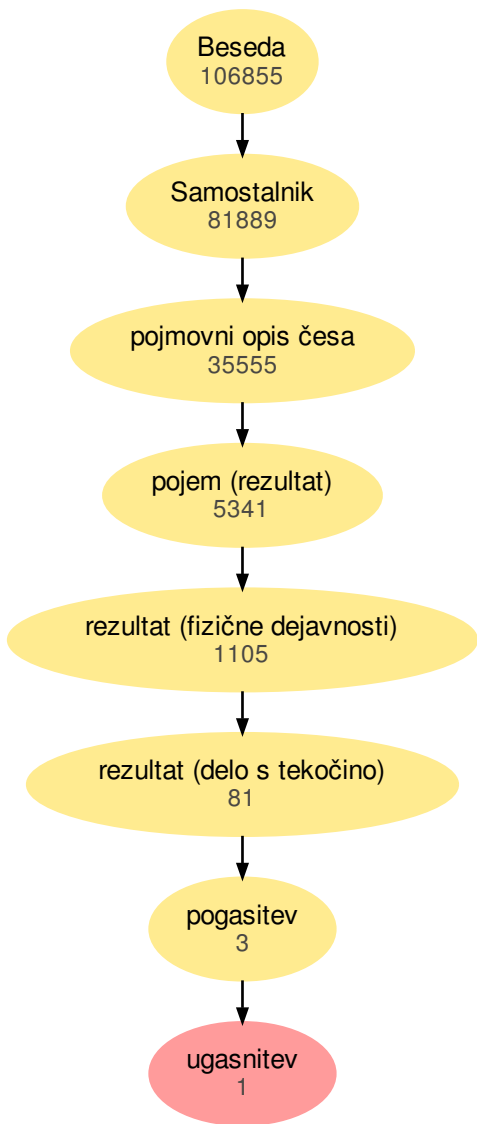 Beseda
106855
Samostalnik
81889
pojmovni opis česa
35555
pojem (rezultat)
5341
rezultat (fizične dejavnosti)
1105
rezultat (delo s tekočino)
81
pogasitev
3
ugasnitev
1